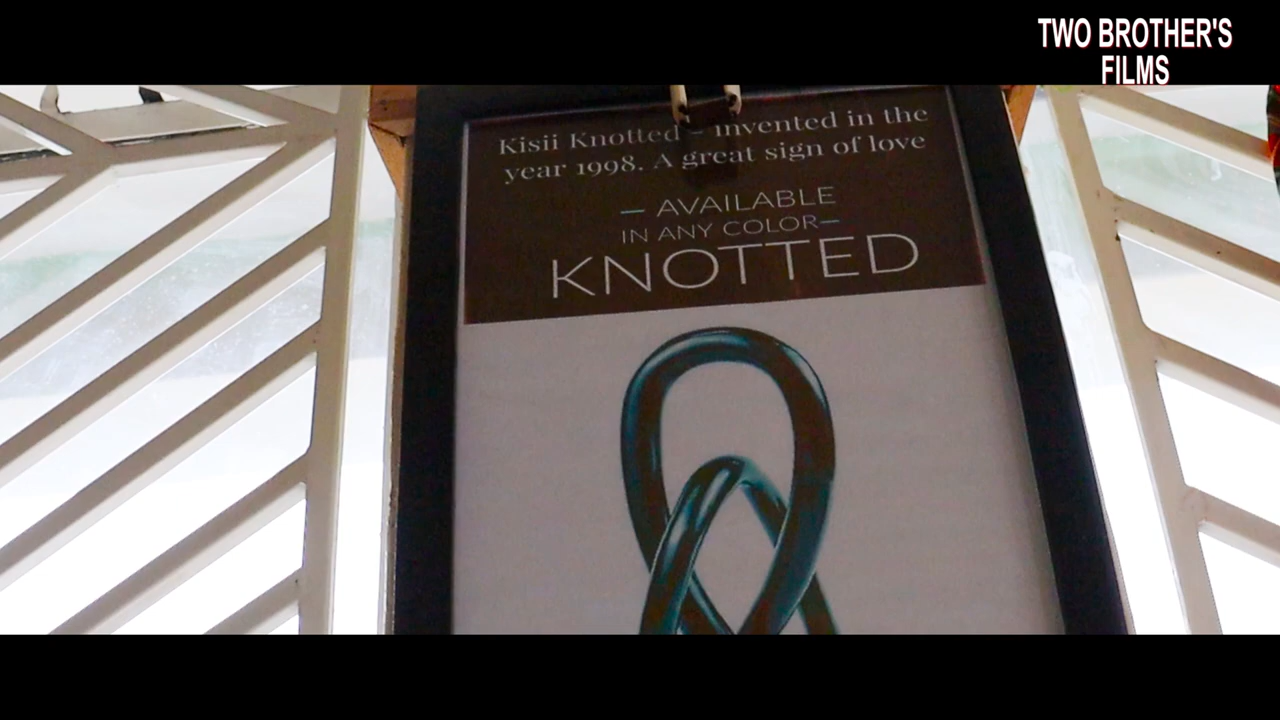 TWO BROTHER'S
FILMS
Kisii Knotted - invented in the
year 1998. A great sign of love
— AVAILABLE
IN ANY COLOR—
KNOTTED